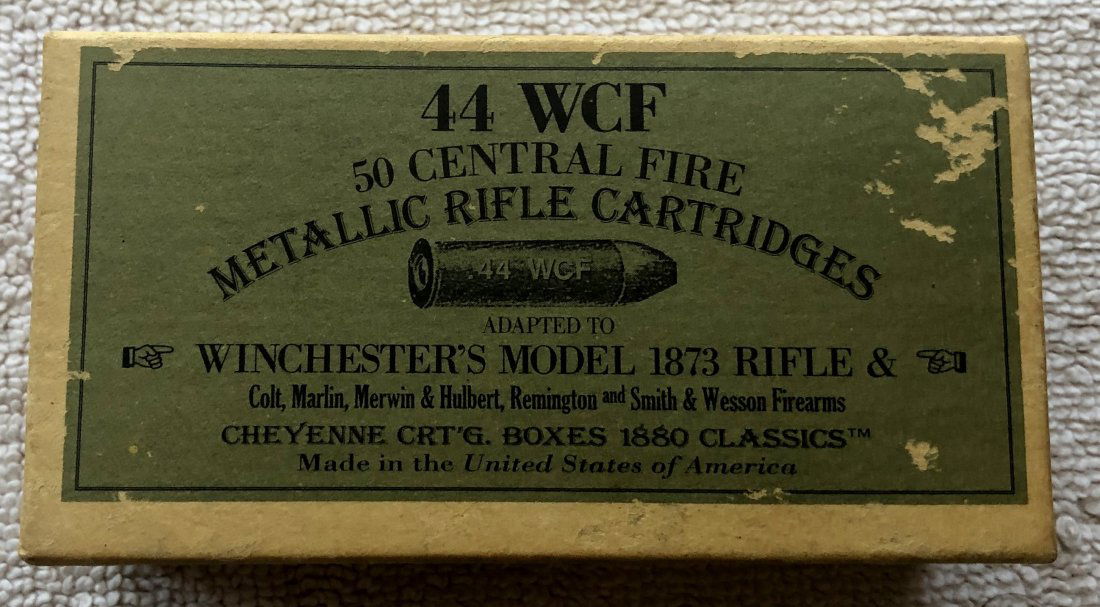 44 WCF
50 CENTRAL FIRE
METALLIC RIFLE CARTRIDGES
.44 WCF
ADAPTED TO
WINCHESTER'S MODEL 1873 RIFLE &
Colt, Marlin, Merwin & Hulbert, Remington and Smith & Wesson Firearms
CHEYENNE CRT'G. BOXES 1880 CLASSICS™
Made in the United States of America